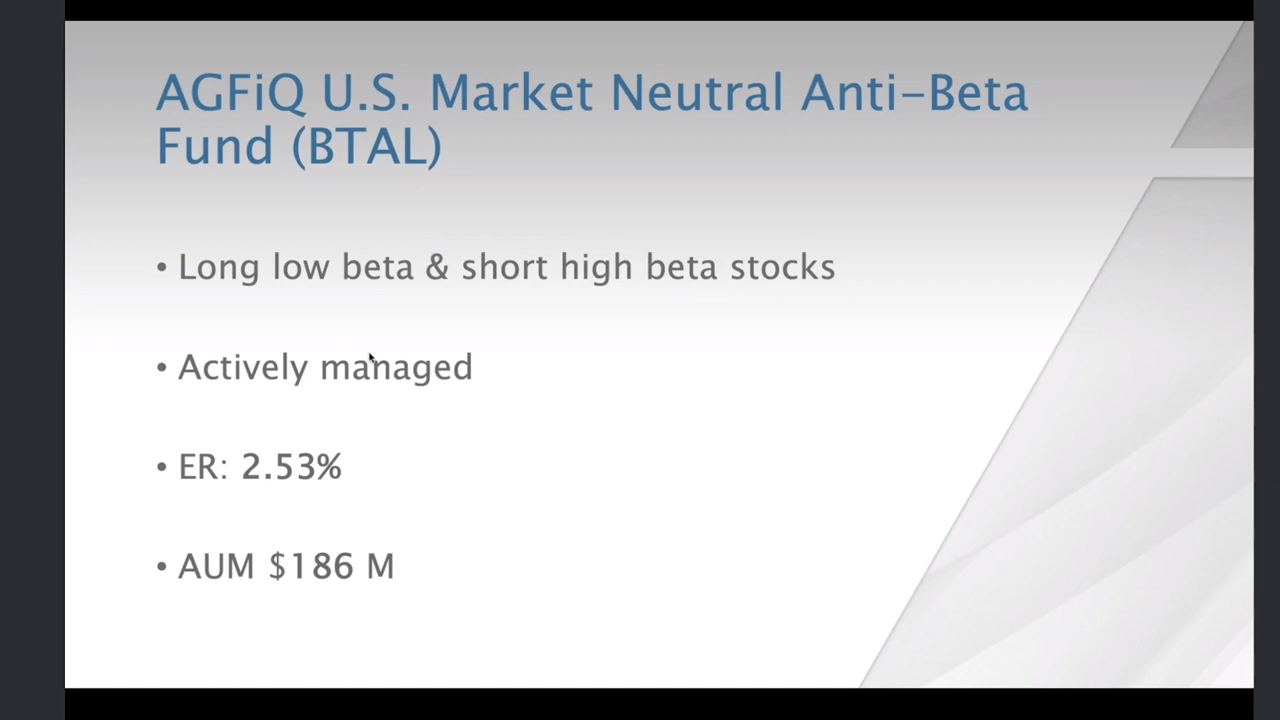 AGFiQ U.S. Market Neutral Anti-Beta
Fund (BTAL)
• Long low beta & short high beta stocks
• Actively managed
• ER: 2.53%
• AUM $186 M